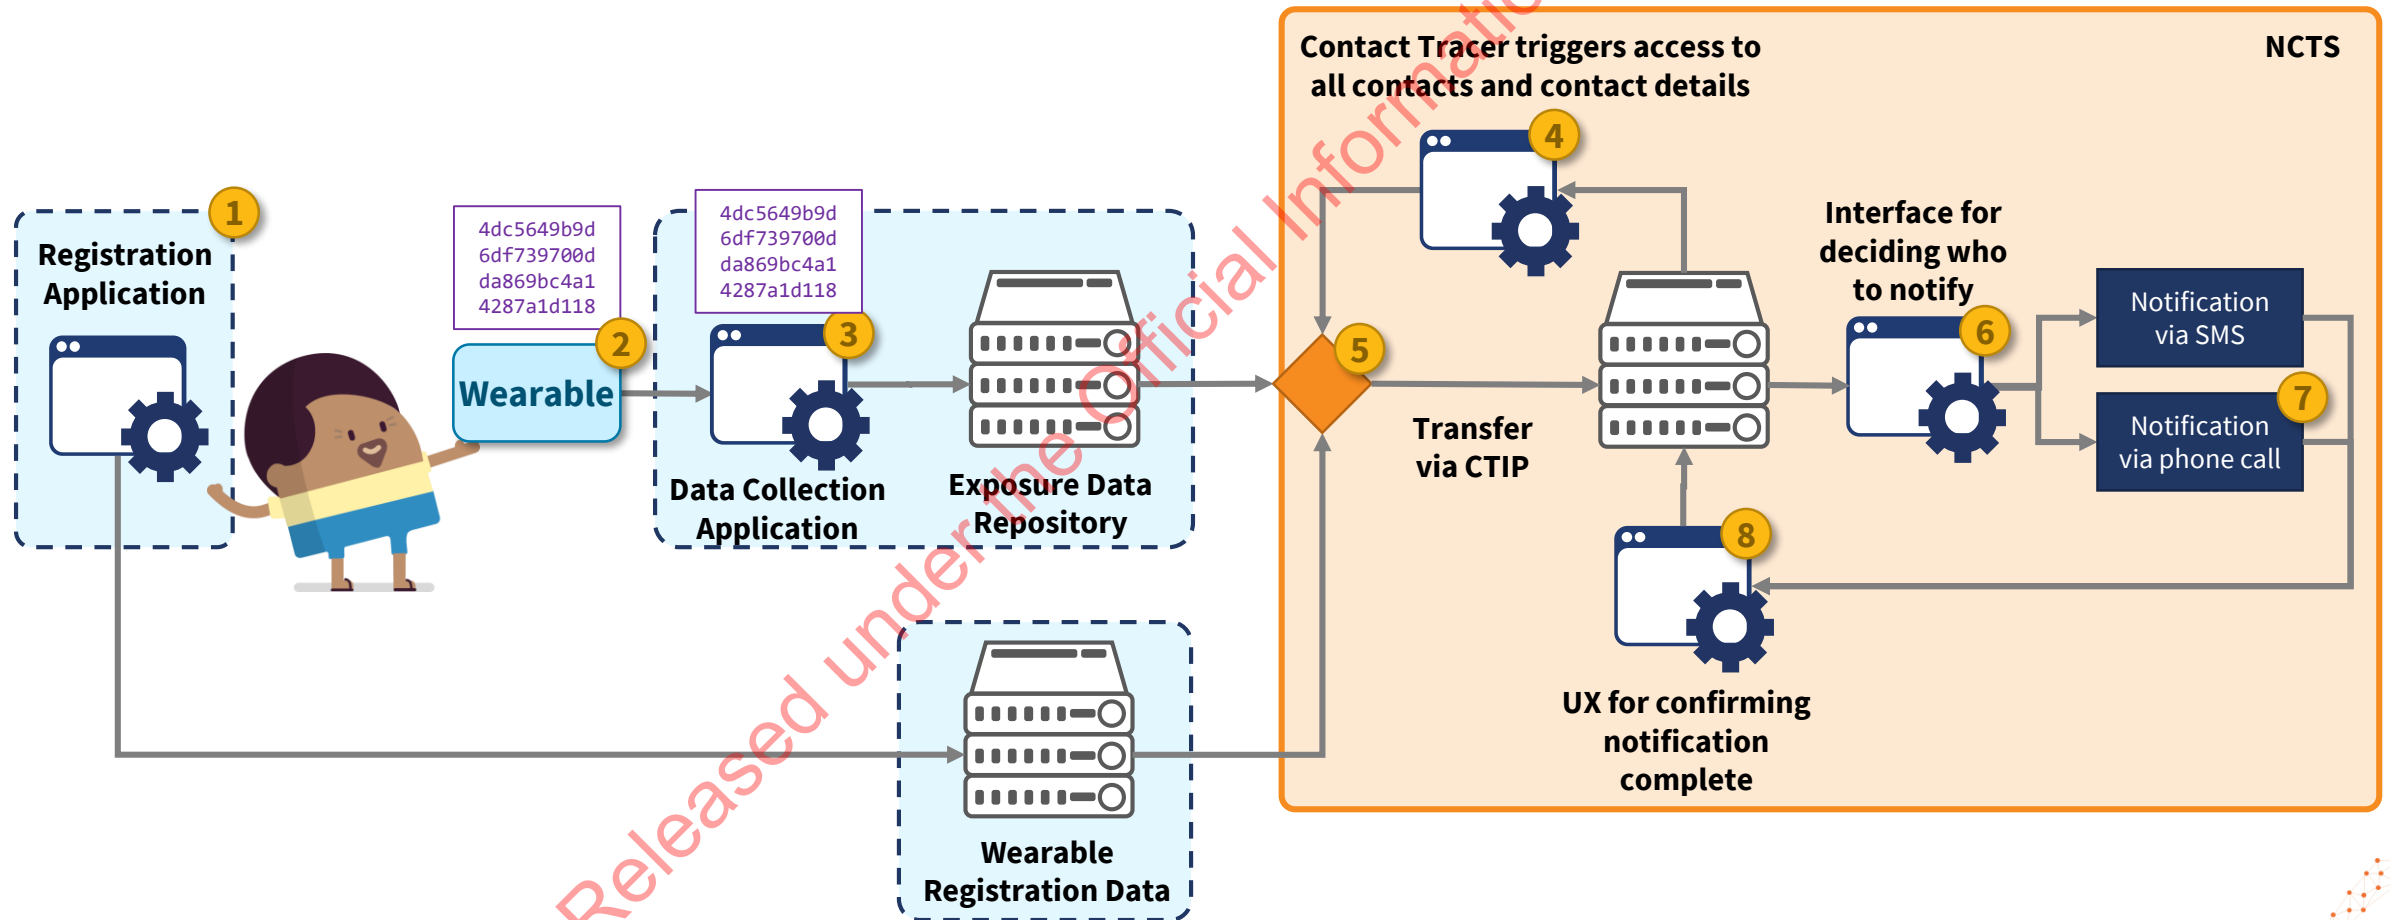 Contact Tracer triggers access to
all contacts and contact details
NCTS
4
1
Registration
Application
4dc5649b9d
6df739700d
da869bc4a1
4287a1d118
2
Wearable
4dc5649b9d
6df739700d
da869bc4a1
4287a1d118
3
Data Collection
Application
Exposure Data
Repository
5
Transfer
via CTIP
Interface for
deciding who
to notify
6
Notification
via SMS
7
Notification
via phone call
8
UX for confirming
notification
complete
Wearable
Registration Data
Released under the Official Informatio